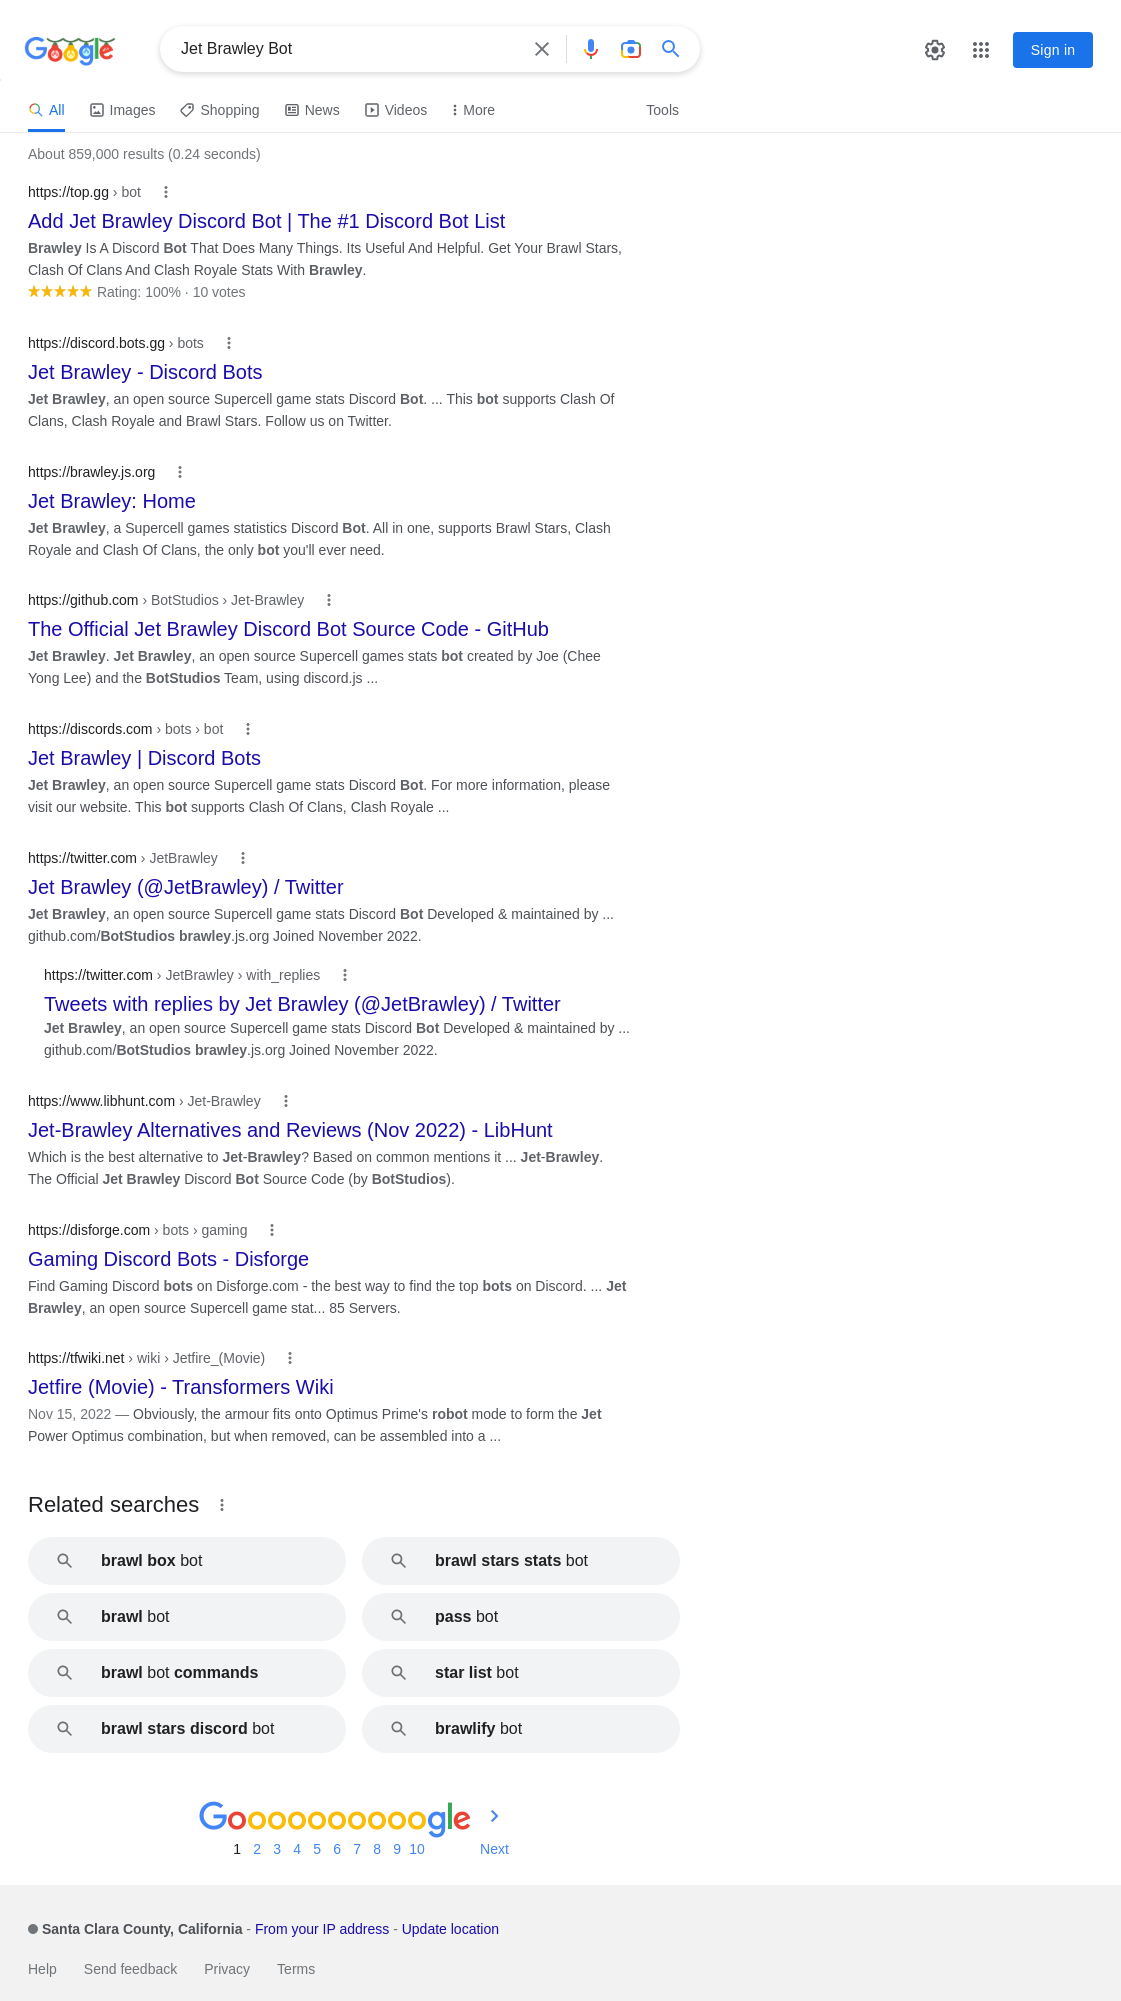 Google
Jet Brawley Bot
Sign in
All Images Shopping News Videos More Tools
About 859,000 results (0.24 seconds)
https://top.gg › bot
Add Jet Brawley Discord Bot | The #1 Discord Bot List
Brawley Is A Discord Bot That Does Many Things. Its Useful And Helpful. Get Your Brawl Stars,
Clash Of Clans And Clash Royale Stats With Brawley.
★★★★★ Rating: 100% · 10 votes
https://discord.bots.gg › bots
Jet Brawley - Discord Bots
Jet Brawley, an open source Supercell game stats Discord Bot. ... This bot supports Clash Of
Clans, Clash Royale and Brawl Stars. Follow us on Twitter.
https://brawley.js.org
Jet Brawley: Home
Jet Brawley, a Supercell games statistics Discord Bot. All in one, supports Brawl Stars, Clash
Royale and Clash Of Clans, the only bot you'll ever need.
https://github.com › BotStudios › Jet-Brawley
The Official Jet Brawley Discord Bot Source Code - GitHub
Jet Brawley. Jet Brawley, an open source Supercell games stats bot created by Joe (Chee
Yong Lee) and the BotStudios Team, using discord.js ...
https://discords.com › bots › bot
Jet Brawley | Discord Bots
Jet Brawley, an open source Supercell game stats Discord Bot. For more information, please
visit our website. This bot supports Clash Of Clans, Clash Royale ...
https://twitter.com › JetBrawley
Jet Brawley (@JetBrawley) / Twitter
Jet Brawley, an open source Supercell game stats Discord Bot Developed & maintained by ...
github.com/BotStudios brawley.js.org Joined November 2022.
https://twitter.com › JetBrawley › with_replies
Tweets with replies by Jet Brawley (@JetBrawley) / Twitter
Jet Brawley, an open source Supercell game stats Discord Bot Developed & maintained by ...
github.com/BotStudios brawley.js.org Joined November 2022.
https://www.libhunt.com › Jet-Brawley
Jet-Brawley Alternatives and Reviews (Nov 2022) - LibHunt
Which is the best alternative to Jet-Brawley? Based on common mentions it ... Jet-Brawley.
The Official Jet Brawley Discord Bot Source Code (by BotStudios).
https://disforge.com › bots › gaming
Gaming Discord Bots - Disforge
Find Gaming Discord bots on Disforge.com - the best way to find the top bots on Discord. ... Jet
Brawley, an open source Supercell game stat... 85 Servers.
https://tfwiki.net › wiki › Jetfire_(Movie)
Jetfire (Movie) - Transformers Wiki
Nov 15, 2022 — Obviously, the armour fits onto Optimus Prime's robot mode to form the Jet
Power Optimus combination, but when removed, can be assembled into a ...
Related searches
brawl box bot
brawl stars stats bot
brawl bot
pass bot
brawl bot commands
star list bot
brawl stars discord bot
brawlify bot
Goooooooooogle
1 2 3 4 5 6 7 8 9 10 Next
Santa Clara County, California - From your IP address - Update location
Help Send feedback Privacy Terms